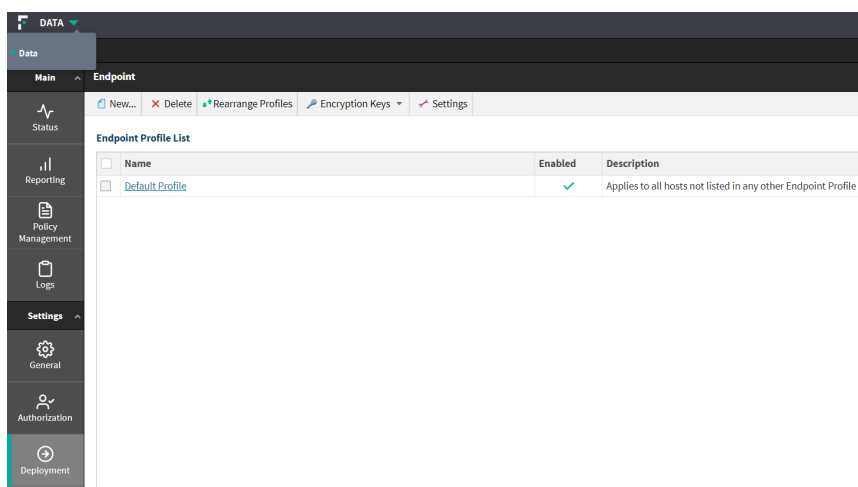 DATA
Data
Main
Endpoint
New...
Delete
Rearrange Profiles
Encryption Keys
Settings
Status
Endpoint Profile List
Name
Enabled
Description
Default Profile
Applies to all hosts not listed in any other Endpoint Profile
Reporting
Policy
Management
Logs
Settings
General
Authorization
Deployment